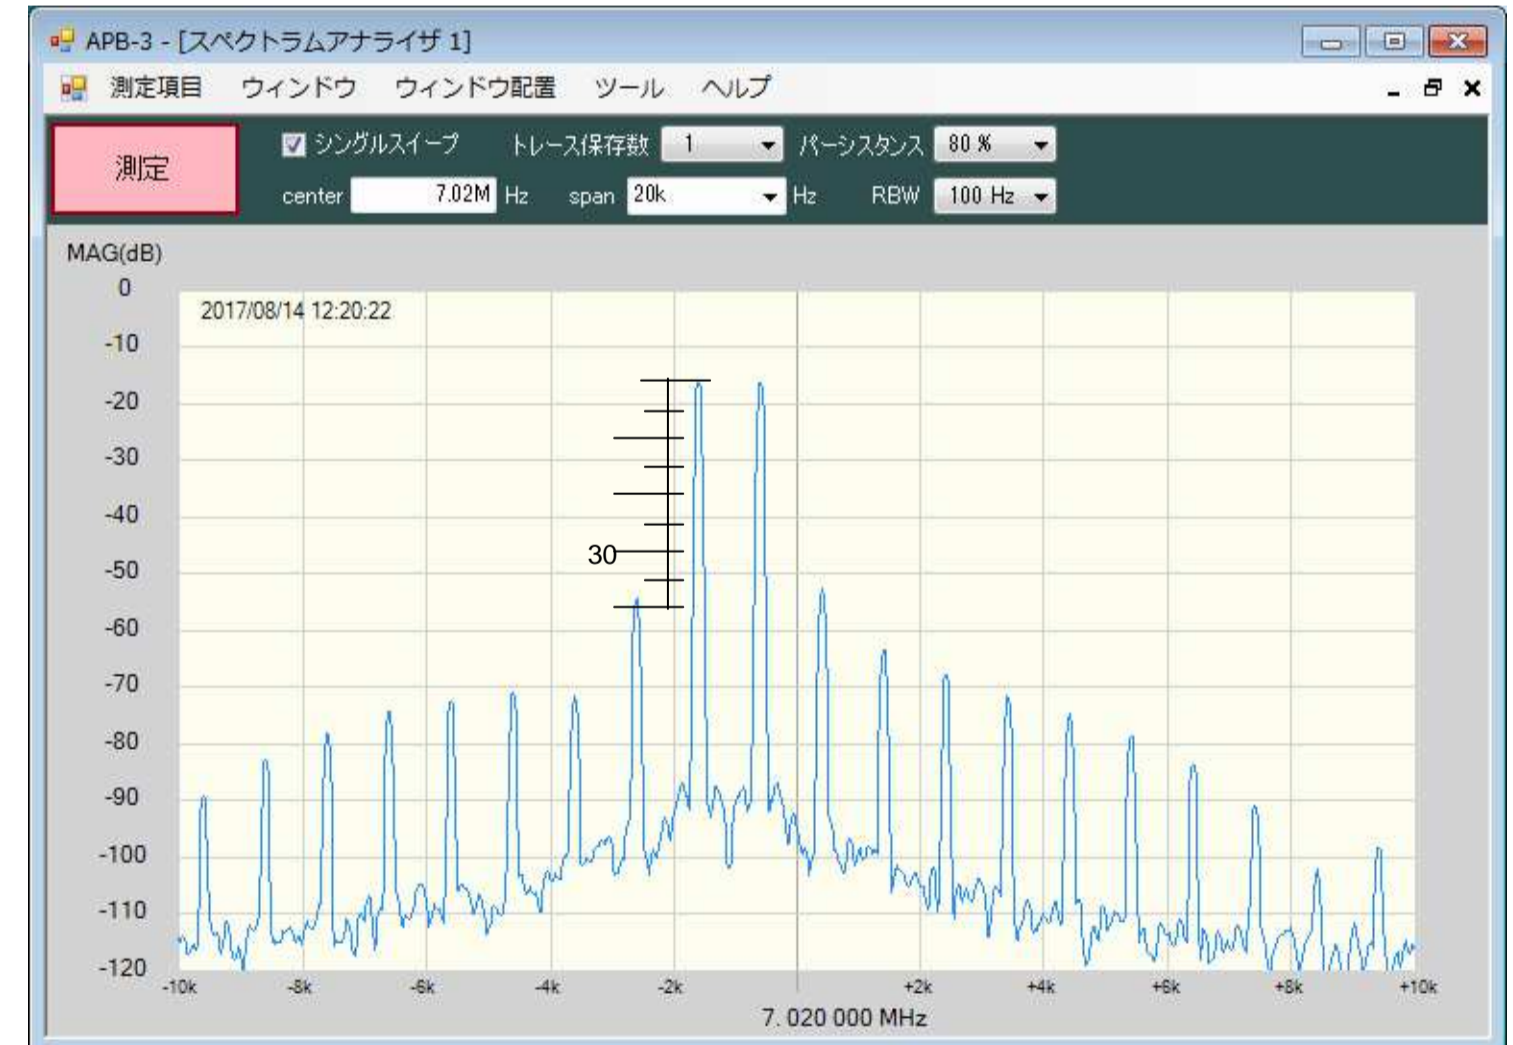 APB-3 - [スペクトラムアナライザ 1]
測定項目 ウィンドウ ウィンドウ配置 ツール ヘルプ
測定
シングルスイープ トレース保存数 1 パーシスタンス 80 %
center 7.02M Hz span 20k Hz RBW 100 Hz
MAG(dB)
0
2017/08/14 12:20:22
-10
-20
-30
-40
30
-50
-60
-70
-80
-90
-100
-110
-120
-10k -8k -6k -4k -2k +2k +4k +6k +8k +10k
7. 020 000 MHz